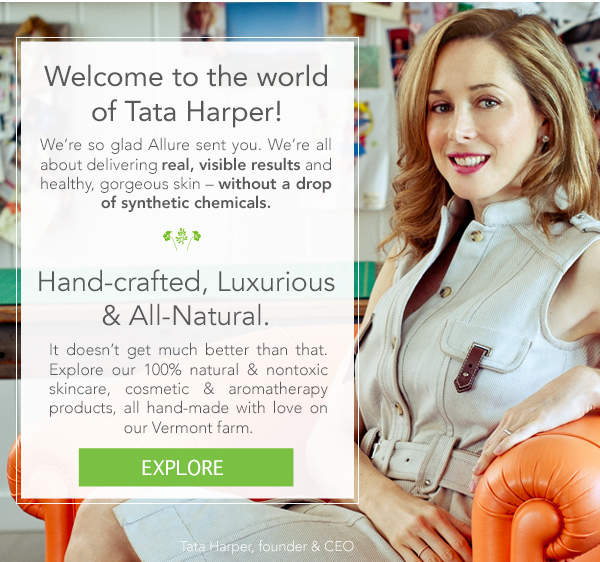 Welcome to the world
of Tata Harper!
We're so glad Allure sent you. We're all
about delivering real, visible results and
healthy, gorgeous skin – without a drop
of synthetic chemicals.
Hand-crafted, Luxurious
& All-Natural.
It doesn't get much better than that.
Explore our 100% natural & nontoxic
skincare, cosmetic & aromatherapy
products, all hand-made with love on
our Vermont farm.
EXPLORE
Tata Harper, founder & CEO